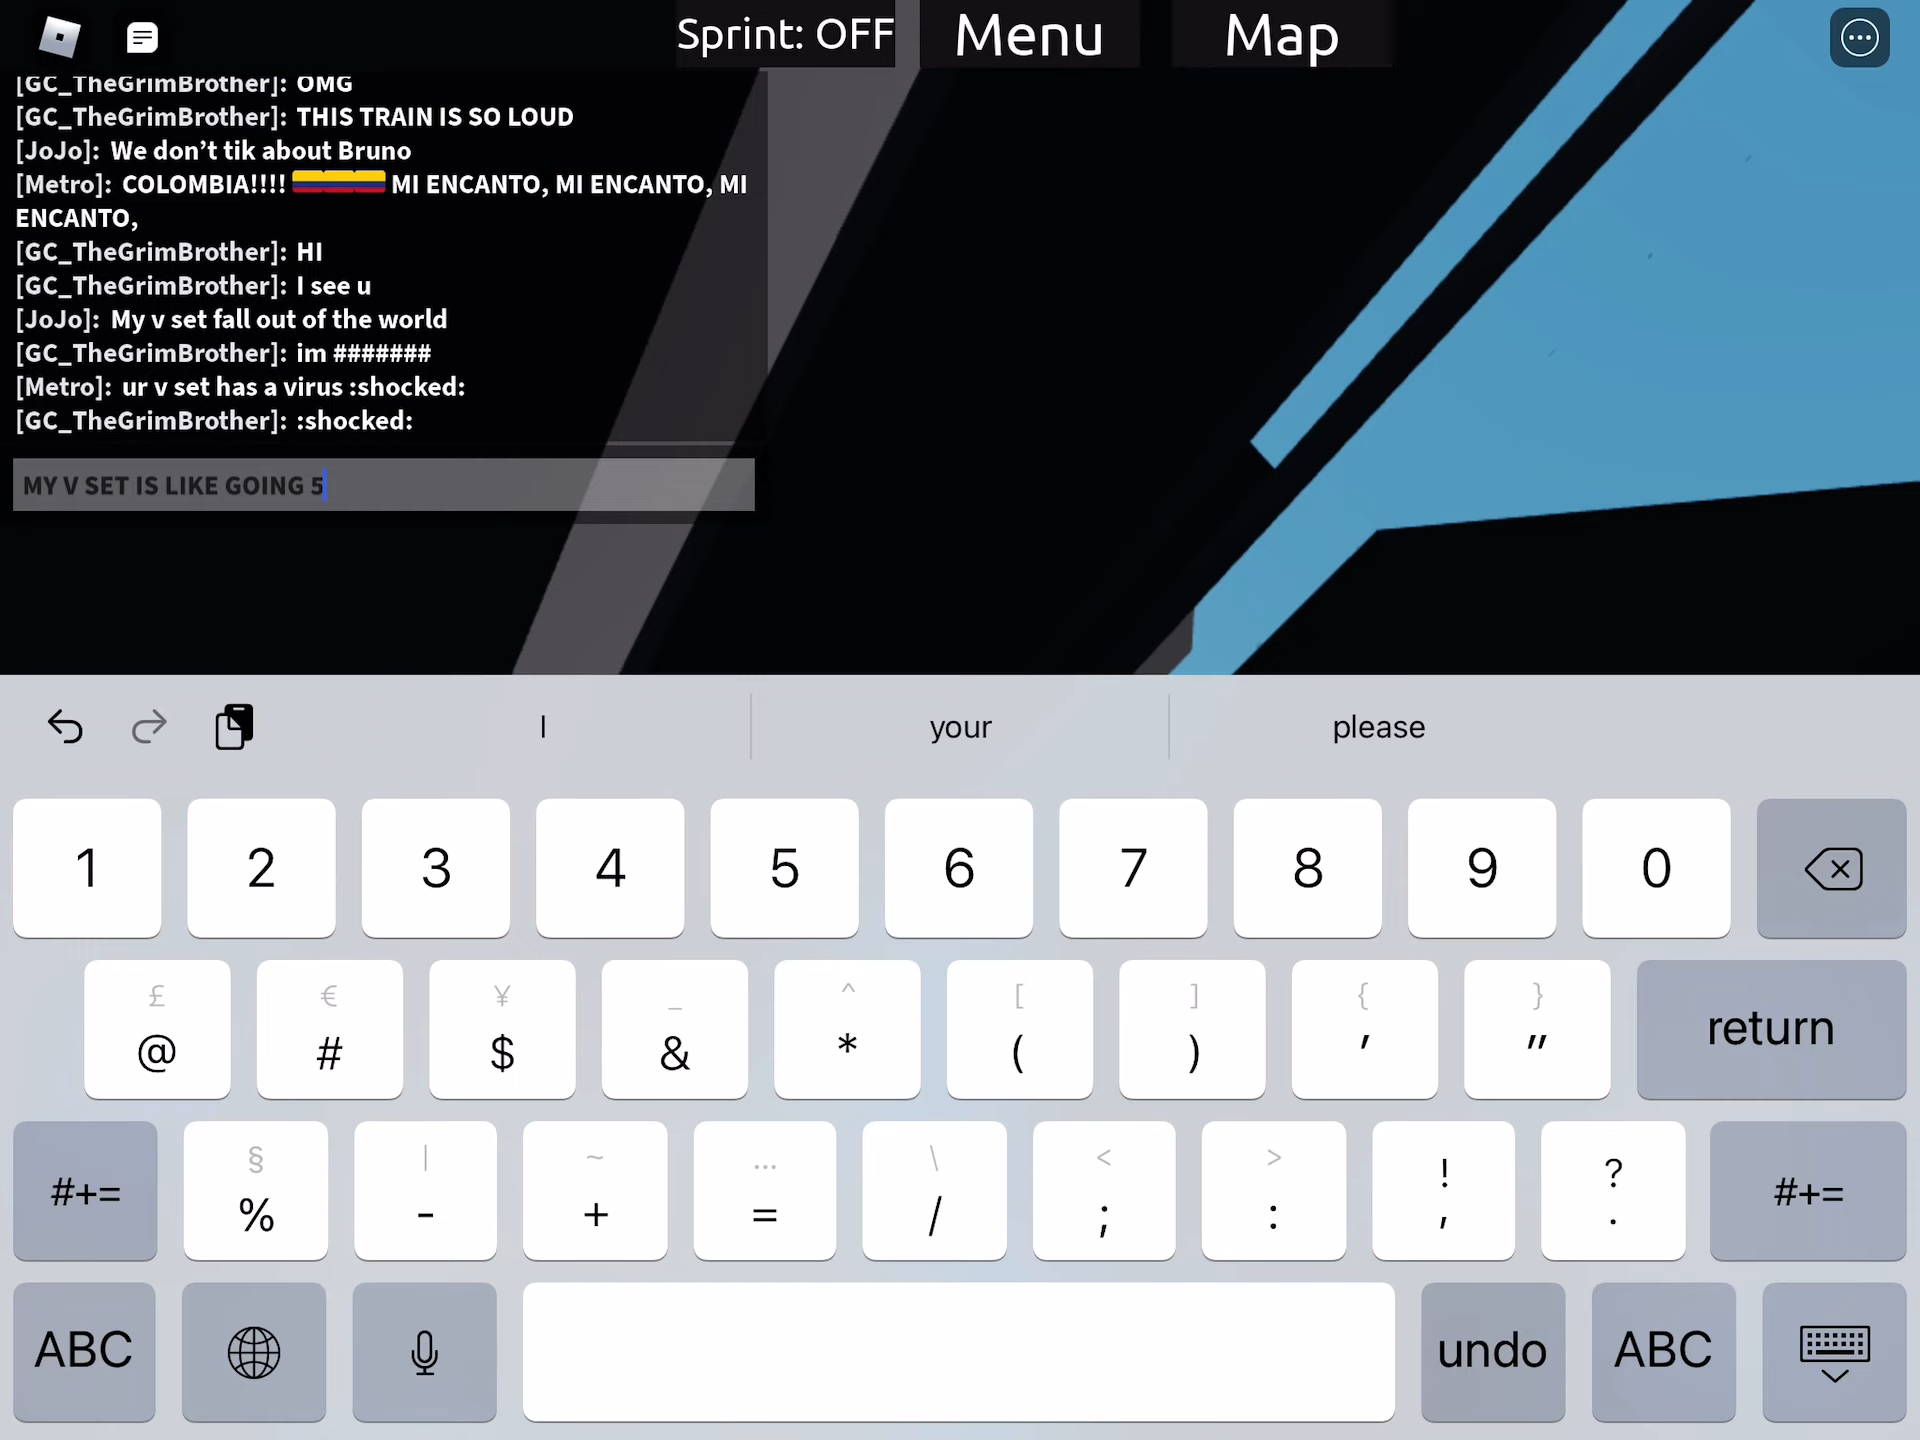 Sprint: OFF Menu Map
[GC_TheGrimBrother]: OMG
[GC_TheGrimBrother]: THIS TRAIN IS SO LOUD
[JoJo]: We don't tik about Bruno
[Metro]: COLOMBIA!!!! 🇨🇴🇨🇴🇨🇴 MI ENCANTO, MI ENCANTO, MI
ENCANTO,
[GC_TheGrimBrother]: HI
[GC_TheGrimBrother]: I see u
[JoJo]: My v set fall out of the world
[GC_TheGrimBrother]: im #######
[Metro]: ur v set has a virus :shocked:
[GC_TheGrimBrother]: :shocked:
MY V SET IS LIKE GOING 5
I your please
1 2 3 4 5 6 7 8 9 0
£ € ¥ _ ^ [ ] { }
@ # $ & * ( ) ' " return
§ | ~ … \ < > ! ?
#+= % - + = / ; : , . #+=
ABC undo ABC